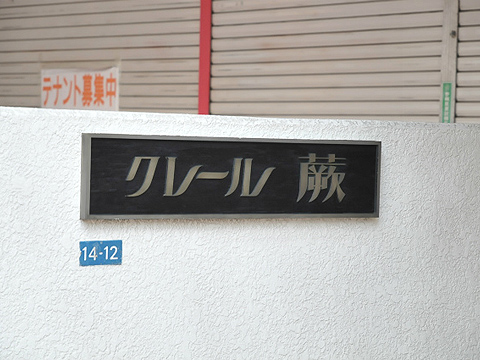 テナント募集中
クレール 蕨
14-12